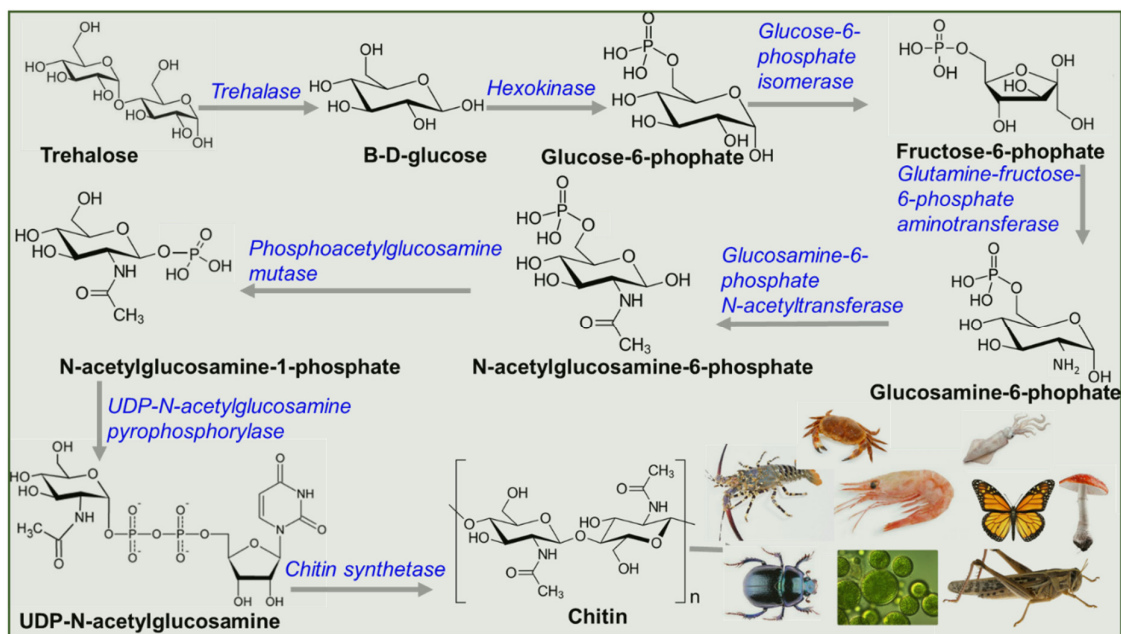 Trehalose
Trehalase
B-D-glucose
Hexokinase
Glucose-6-phophate
Glucose-6-
phosphate
isomerase
Fructose-6-phophate
Glutamine-fructose-
6-phosphate
aminotransferase
Glucosamine-6-phophate
Glucosamine-6-
phosphate
N-acetyltransferase
N-acetylglucosamine-6-phosphate
Phosphoacetylglucosamine
mutase
N-acetylglucosamine-1-phosphate
UDP-N-acetylglucosamine
pyrophosphorylase
UDP-N-acetylglucosamine
Chitin synthetase
Chitin
n